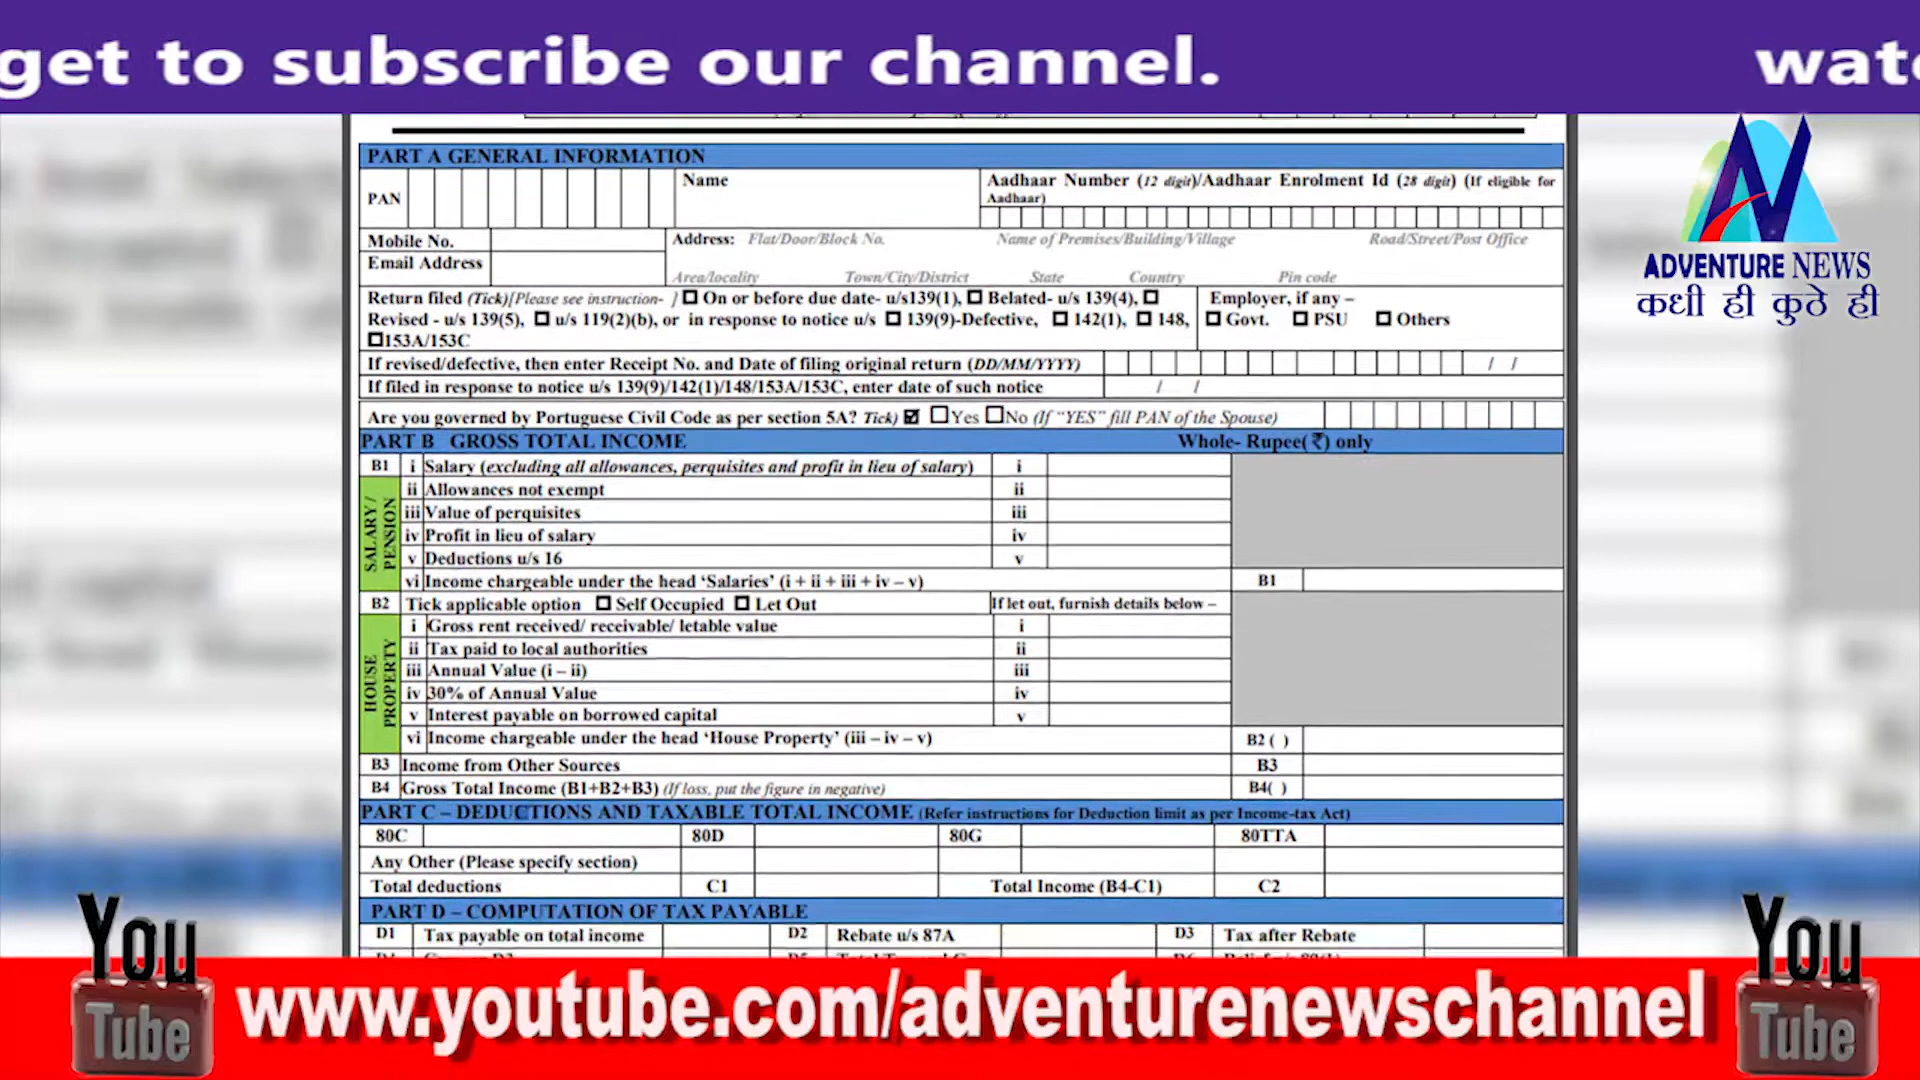 get to subscribe our channel.
wat
PART A GENERAL INFORMATION
PAN
Name
Aadhaar Number (12 digit)/Aadhaar Enrolment Id (28 digit) (If eligible for Aadhaar)
Mobile No.
Email Address
Address: Flat/Door/Block No. Name of Premises/Building/Village Road/Street/Post Office
Area/locality Town/City/District State Country Pin code
Return filed (Tick)[Please see instruction- ] ☐ On or before due date- u/s139(1), ☐ Belated- u/s 139(4), ☐
Revised - u/s 139(5), ☐ u/s 119(2)(b), or in response to notice u/s ☐ 139(9)-Defective, ☐ 142(1), ☐ 148,
☐153A/153C
Employer, if any –
☐ Govt. ☐ PSU ☐ Others
If revised/defective, then enter Receipt No. and Date of filing original return (DD/MM/YYYY) / /
If filed in response to notice u/s 139(9)/142(1)/148/153A/153C, enter date of such notice / /
Are you governed by Portuguese Civil Code as per section 5A? Tick) ☑ ☐Yes ☐No (If “YES” fill PAN of the Spouse)
PART B GROSS TOTAL INCOME Whole- Rupee(₹) only
B1 i Salary (excluding all allowances, perquisites and profit in lieu of salary) i
SALARY / PENSION
ii Allowances not exempt ii
iii Value of perquisites iii
iv Profit in lieu of salary iv
v Deductions u/s 16 v
vi Income chargeable under the head ‘Salaries’ (i + ii + iii + iv – v) B1
B2 Tick applicable option ☐ Self Occupied ☐ Let Out If let out, furnish details below –
HOUSE PROPERTY
i Gross rent received/ receivable/ letable value i
ii Tax paid to local authorities ii
iii Annual Value (i – ii) iii
iv 30% of Annual Value iv
v Interest payable on borrowed capital v
vi Income chargeable under the head ‘House Property’ (iii – iv – v) B2 ( )
B3 Income from Other Sources B3
B4 Gross Total Income (B1+B2+B3) (If loss, put the figure in negative) B4( )
PART C – DEDUCTIONS AND TAXABLE TOTAL INCOME (Refer instructions for Deduction limit as per Income-tax Act)
80C 80D 80G 80TTA
Any Other (Please specify section)
Total deductions C1 Total Income (B4-C1) C2
PART D – COMPUTATION OF TAX PAYABLE
D1 Tax payable on total income D2 Rebate u/s 87A D3 Tax after Rebate
ADVENTURE NEWS
कधी ही कुठे ही
You Tube
www.youtube.com/adventurenewschannel
You Tube